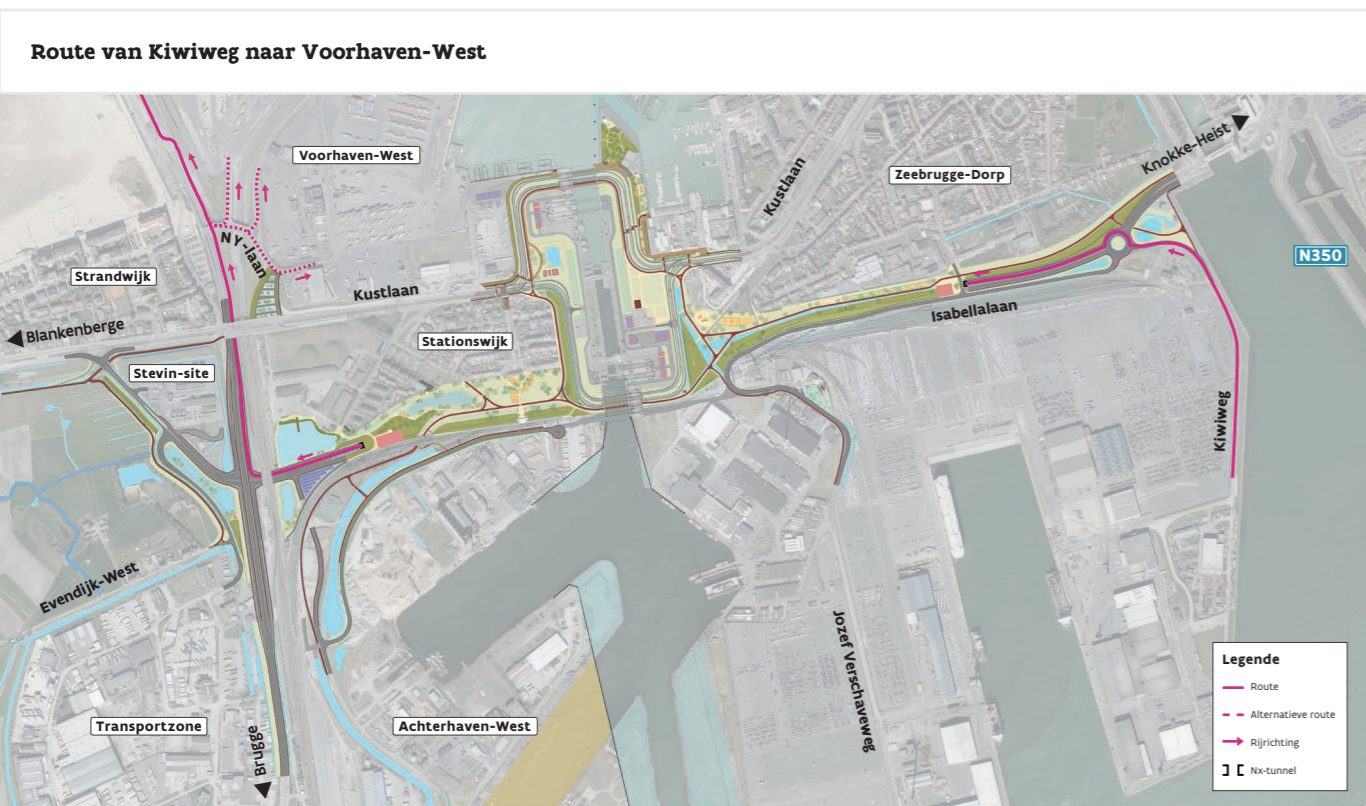 Route van Kiwiweg naar Voorhaven-West
Voorhaven-West
Knokke-Heist
Kustlaan
Zeebrugge-Dorp
NY-laan
N350
Strandwijk
Kustlaan
Isabellalaan
Blankenberge
Stationswijk
Stevin-site
Kiwiweg
Evendijk-West
Jozef Verschaveweg
Transportzone
Brugge
Achterhaven-West
Legende
Route
Alternatieve route
Rijrichting
Nx-tunnel